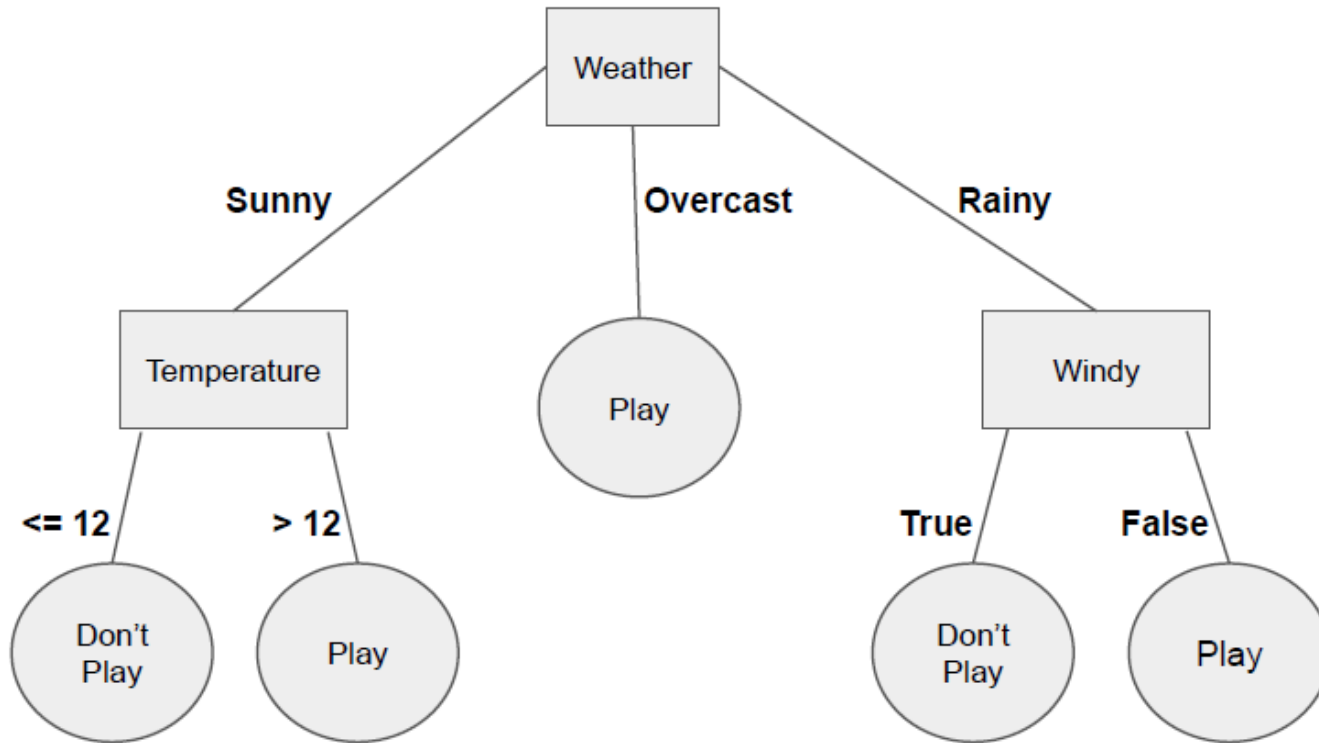 Weather
Sunny
Overcast
Rainy
Temperature
Play
Windy
<= 12
> 12
True
False
Don't
Play
Play
Don't
Play
Play